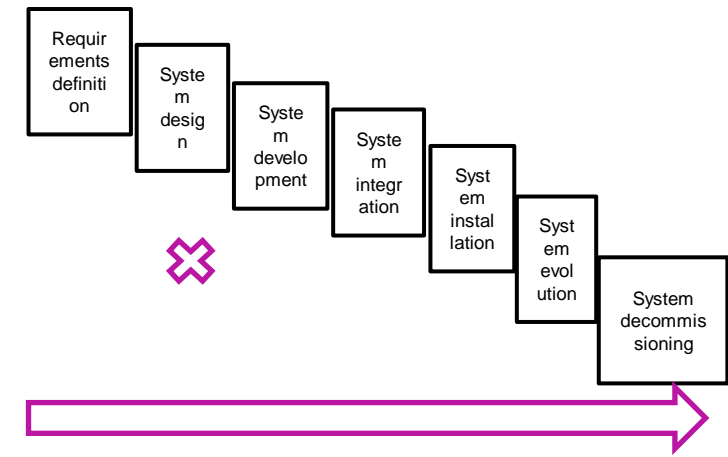 Requir
ements
definiti
on
Syste
m
desig
n
Syste
m
develo
pment
Syste
m
integr
ation
Syst
em
instal
lation
Syst
em
evol
ution
System
decommis
sioning